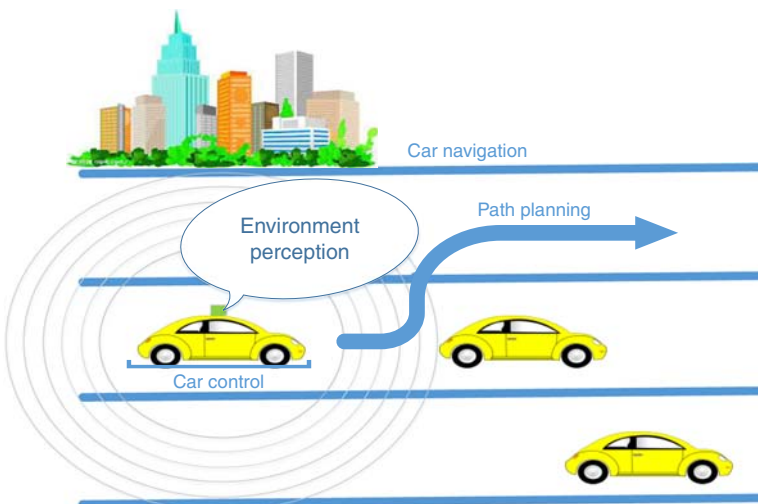 Car navigation
Path planning
Environment
perception
Car control